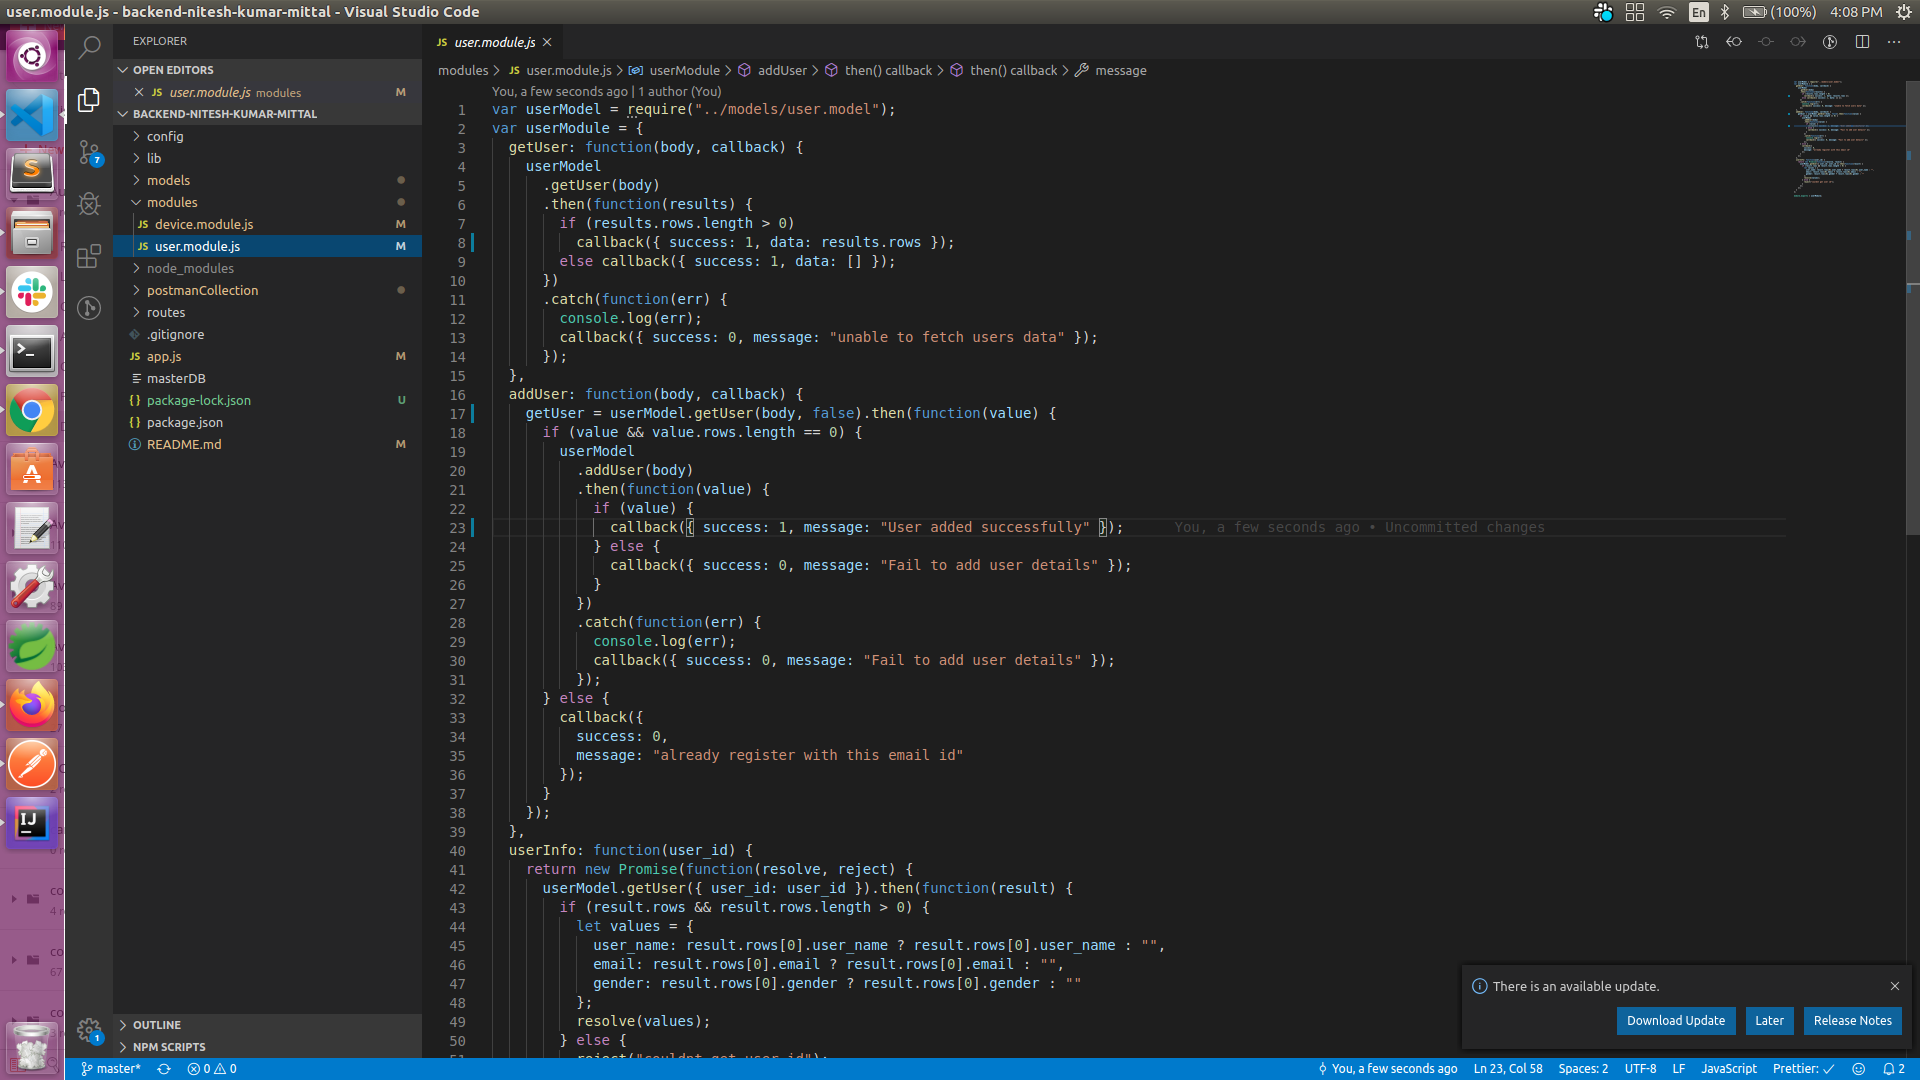 user.module.js - backend-nitesh-kumar-mittal - Visual Studio Code
En
(100%)
4:08 PM
EXPLORER
OPEN EDITORS
JS user.module.js modules M
BACKEND-NITESH-KUMAR-MITTAL
config
lib
models
modules
JS device.module.js M
JS user.module.js M
node_modules
postmanCollection
routes
.gitignore
JS app.js M
masterDB
{} package-lock.json U
{} package.json
README.md M
OUTLINE
NPM SCRIPTS
7
1
JS user.module.js
modules > JS user.module.js > userModule > addUser > then() callback > then() callback > message
You, a few seconds ago | 1 author (You)
1 var userModel = require("../models/user.model");
2 var userModule = {
3 getUser: function(body, callback) {
4 userModel
5 .getUser(body)
6 .then(function(results) {
7 if (results.rows.length > 0)
8 callback({ success: 1, data: results.rows });
9 else callback({ success: 1, data: [] });
10 })
11 .catch(function(err) {
12 console.log(err);
13 callback({ success: 0, message: "unable to fetch users data" });
14 });
15 },
16 addUser: function(body, callback) {
17 getUser = userModel.getUser(body, false).then(function(value) {
18 if (value && value.rows.length == 0) {
19 userModel
20 .addUser(body)
21 .then(function(value) {
22 if (value) {
23 callback({ success: 1, message: "User added successfully" }); You, a few seconds ago • Uncommitted changes
24 } else {
25 callback({ success: 0, message: "Fail to add user details" });
26 }
27 })
28 .catch(function(err) {
29 console.log(err);
30 callback({ success: 0, message: "Fail to add user details" });
31 });
32 } else {
33 callback({
34 success: 0,
35 message: "already register with this email id"
36 });
37 }
38 });
39 },
40 userInfo: function(user_id) {
41 return new Promise(function(resolve, reject) {
42 userModel.getUser({ user_id: user_id }).then(function(result) {
43 if (result.rows && result.rows.length > 0) {
44 let values = {
45 user_name: result.rows[0].user_name ? result.rows[0].user_name : "",
46 email: result.rows[0].email ? result.rows[0].email : "",
47 gender: result.rows[0].gender ? result.rows[0].gender : ""
48 };
49 resolve(values);
50 } else {
51 reject("couldnt get user id");
There is an available update.
Download Update
Later
Release Notes
master*
0
0
You, a few seconds ago
Ln 23, Col 58
Spaces: 2
UTF-8
LF
JavaScript
Prettier: ✓
2